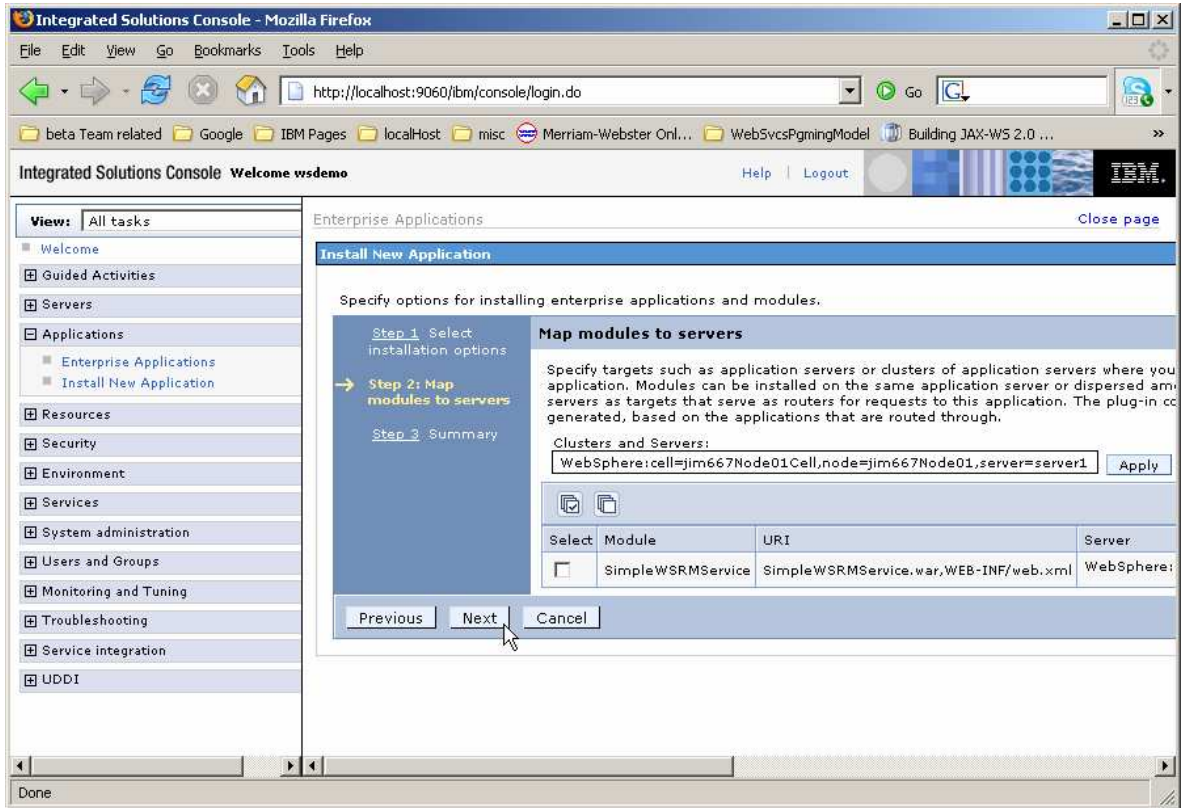 Integrated Solutions Console - Mozilla Firefox
File Edit View Go Bookmarks Tools Help
http://localhost:9060/ibm/console/login.do Go G
beta Team related Google IBM Pages localHost misc Merriam-Webster Onl... WebSvcsPgmingModel Building JAX-WS 2.0 ... »
Integrated Solutions Console Welcome wsdemo Help | Logout IBM.
View: All tasks
Welcome
Guided Activities
Servers
Applications
Enterprise Applications
Install New Application
Resources
Security
Environment
Services
System administration
Users and Groups
Monitoring and Tuning
Troubleshooting
Service integration
UDDI
Enterprise Applications Close page
Install New Application
Specify options for installing enterprise applications and modules.
Step 1 Select
installation options
Step 2: Map
modules to servers
Step 3 Summary
Map modules to servers
Specify targets such as application servers or clusters of application servers where you
application. Modules can be installed on the same application server or dispersed am
servers as targets that serve as routers for requests to this application. The plug-in c
generated, based on the applications that are routed through.
Clusters and Servers:
WebSphere:cell=jim667Node01Cell,node=jim667Node01,server=server1 Apply
Select Module URI Server
SimpleWSRMService SimpleWSRMService.war,WEB-INF/web.xml WebSphere:
Previous Next Cancel
Done